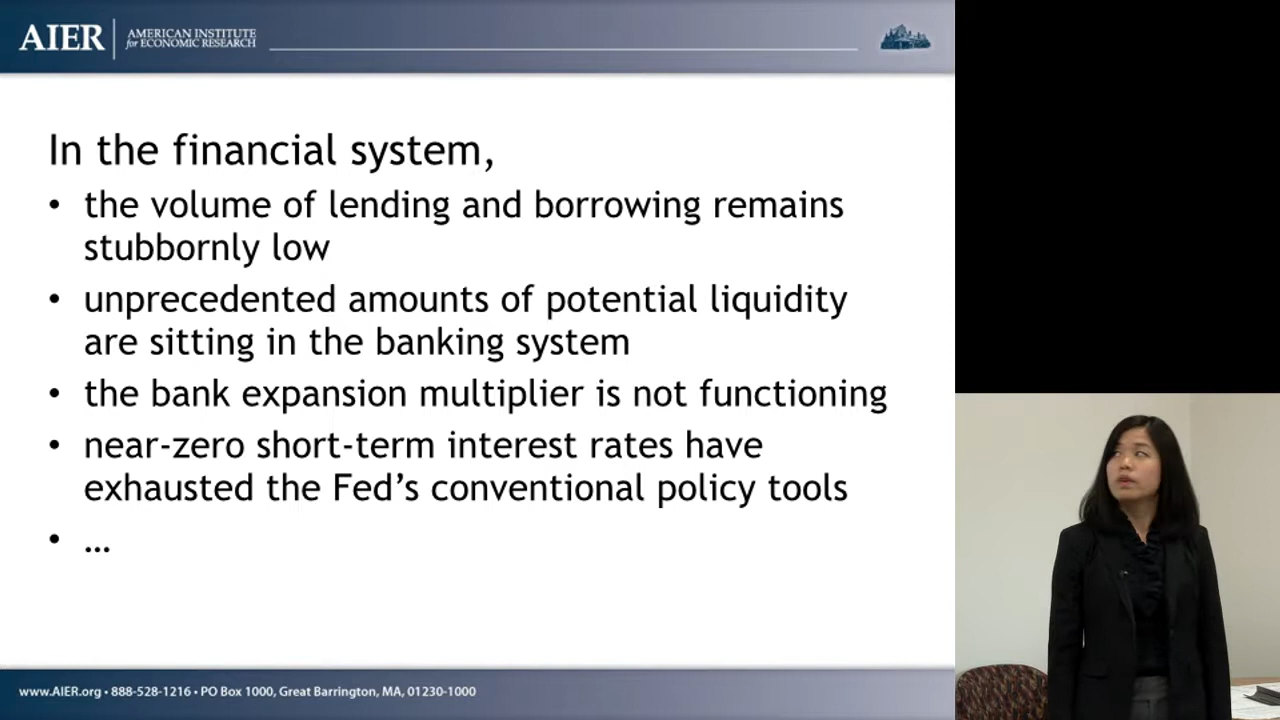 AIER
AMERICAN INSTITUTE
for ECONOMIC RESEARCH
In the financial system,
• the volume of lending and borrowing remains
stubbornly low
• unprecedented amounts of potential liquidity
are sitting in the banking system
• the bank expansion multiplier is not functioning
• near-zero short-term interest rates have
exhausted the Fed’s conventional policy tools
• …
www.AIER.org • 888-528-1216 • PO Box 1000, Great Barrington, MA, 01230-1000